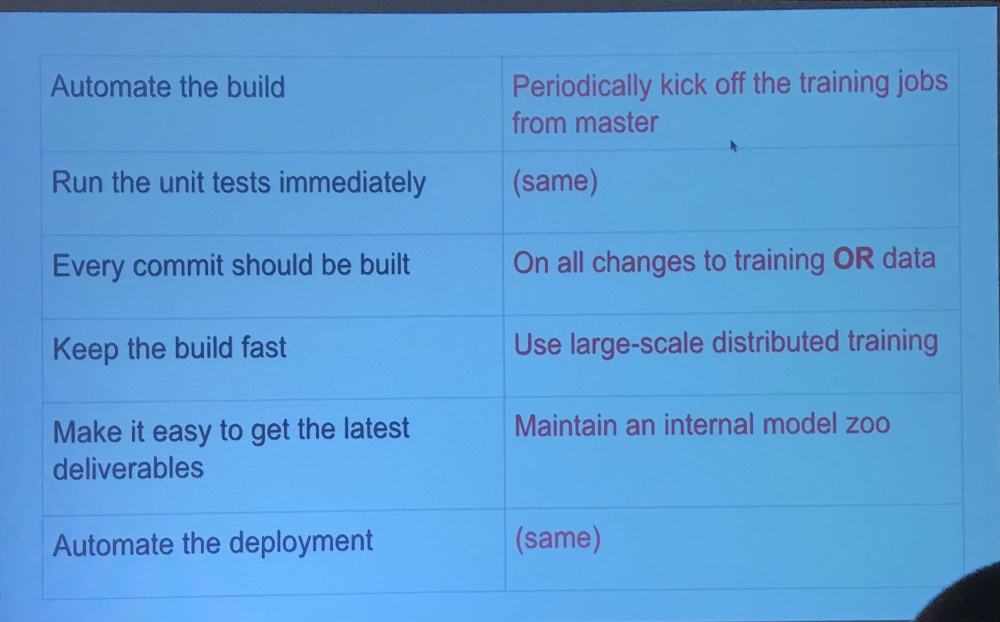 Automate the build
Periodically kick off the training jobs
from master
Run the unit tests immediately
(same)
Every commit should be built
On all changes to training OR data
Keep the build fast
Use large-scale distributed training
Make it easy to get the latest
deliverables
Maintain an internal model zoo
Automate the deployment
(same)